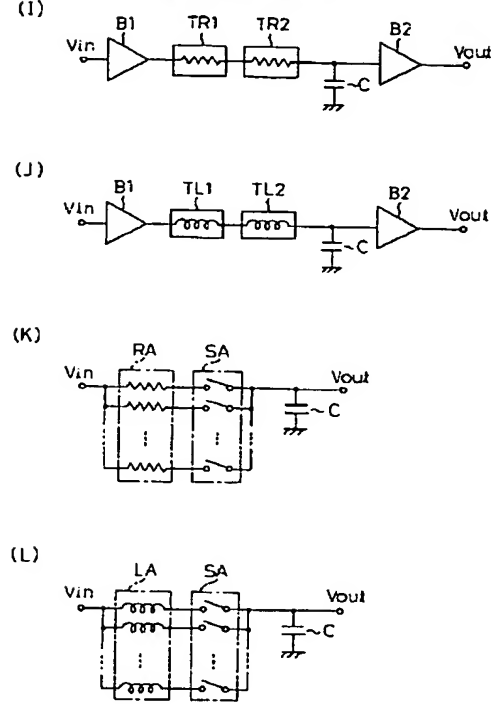 (I)
Vin B1 TR1 TR2 B2 Vout
C
(J)
Vin B1 TL1 TL2 B2 Vout
C
(K)
RA SA
Vin Vout
C
(L)
LA SA
Vin Vout
C